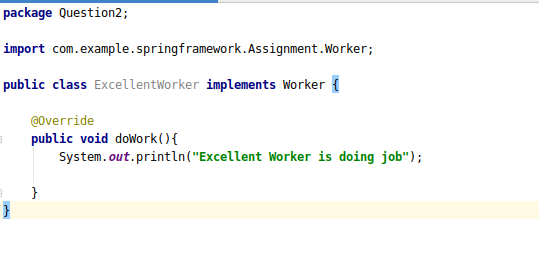 package Question2;
import com.example.springframework.Assignment.Worker;
public class ExcellentWorker implements Worker {
@Override
public void doWork(){
System.out.println("Excellent Worker is doing job");
}
}